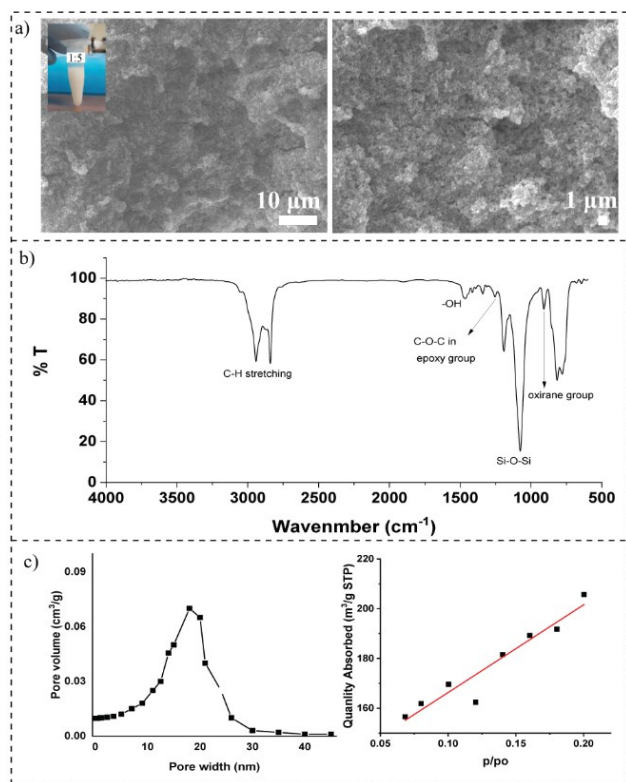 a)
1:5
10 μm
1 μm
b)
100
80
60
40
20
0
% T
-OH
C-O-C in
epoxy group
C-H stretching
oxirane group
Si-O-Si
4000 3500 3000 2500 2000 1500 1000 500
Wavenmber (cm⁻¹)
c)
0.09
0.06
0.03
0.00
Pore volume (cm³/g)
0 10 20 30 40
Pore width (nm)
220
200
180
160
Quanlity Absorbed (m³/g STP)
0.05 0.10 0.15 0.20
p/po